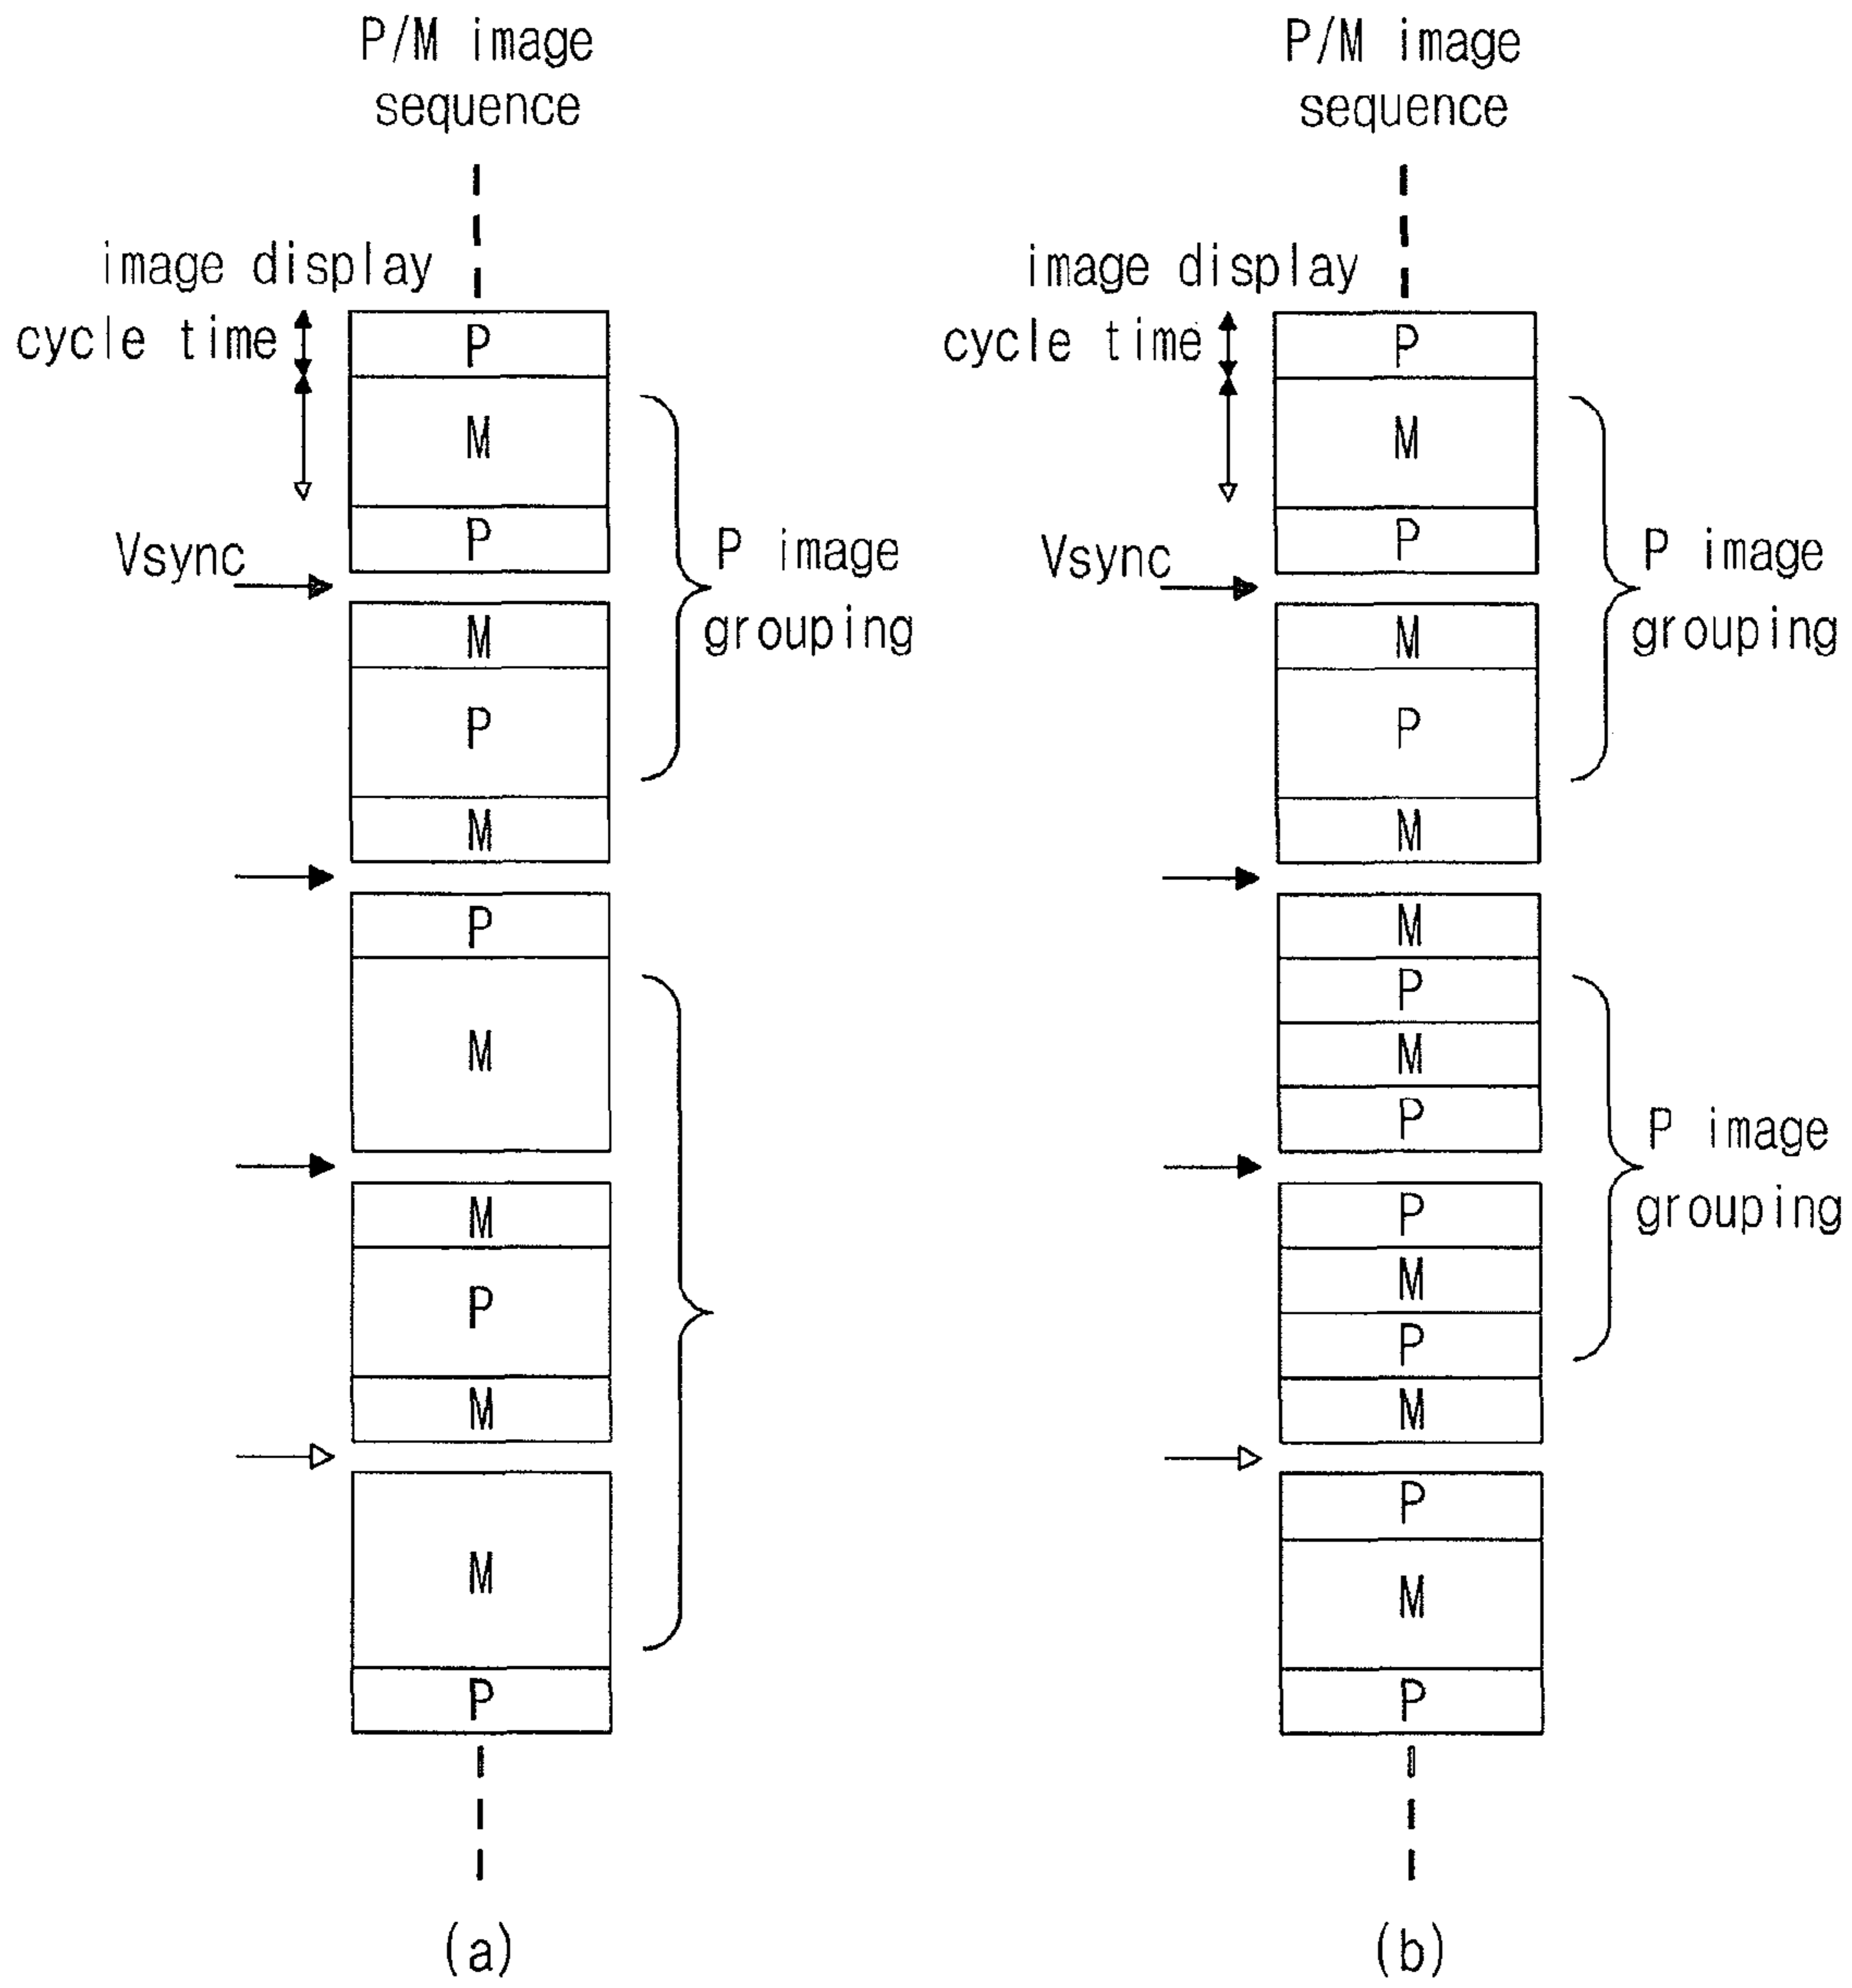 P/M image
sequence
image display
cycle time
P
M
P
Vsync
P image
grouping
M
P
M
P
M
M
P
M
M
P
(a)
P/M image
sequence
image display
cycle time
P
M
P
Vsync
P image
grouping
M
P
M
M
P
M
P
P image
grouping
P
M
P
M
P
M
P
(b)